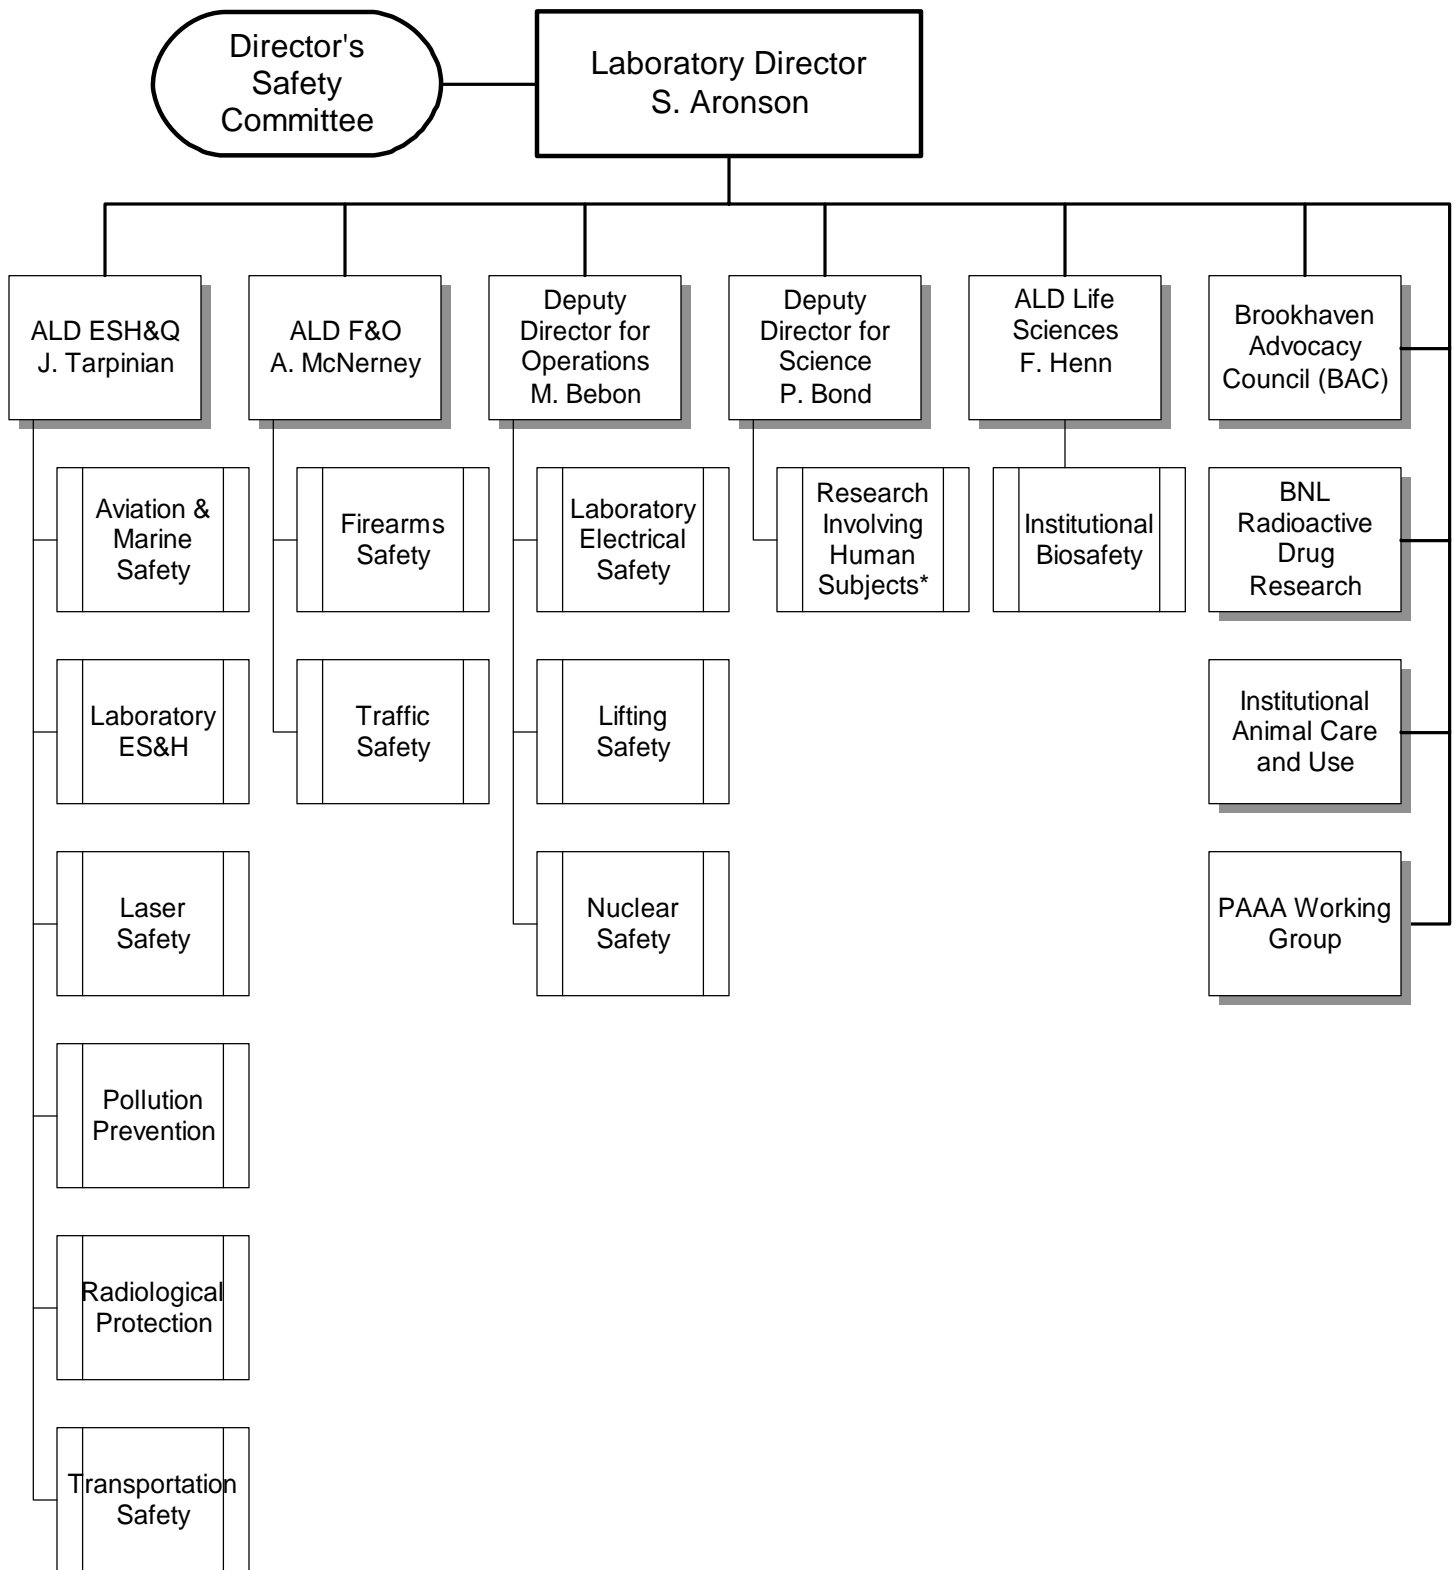 Director's
Safety
Committee
Laboratory Director
S. Aronson
ALD ESH&Q
J. Tarpinian
ALD F&O
A. McNerney
Deputy
Director for
Operations
M. Bebon
Deputy
Director for
Science
P. Bond
ALD Life
Sciences
F. Henn
Brookhaven
Advocacy
Council (BAC)
Aviation &
Marine
Safety
Firearms
Safety
Laboratory
Electrical
Safety
Research
Involving
Human
Subjects*
Institutional
Biosafety
BNL
Radioactive
Drug
Research
Laboratory
ES&H
Traffic
Safety
Lifting
Safety
Institutional
Animal Care
and Use
Laser
Safety
Nuclear
Safety
PAAA Working
Group
Pollution
Prevention
Radiological
Protection
Transportation
Safety